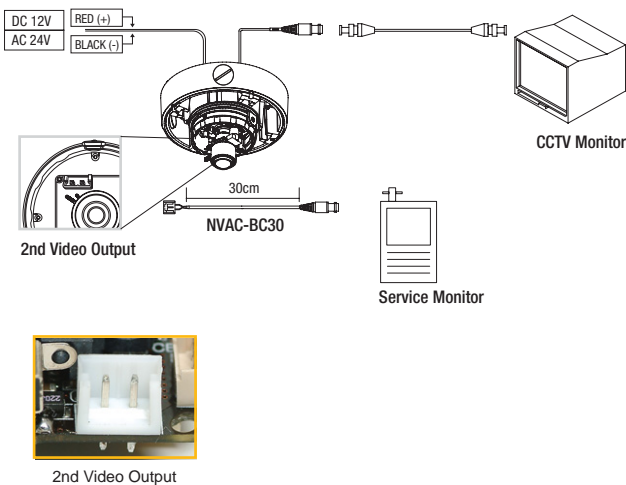 DC 12V
AC 24V
RED (+)
BLACK (-)
CCTV Monitor
30cm
NVAC-BC30
2nd Video Output
Service Monitor
2nd Video Output